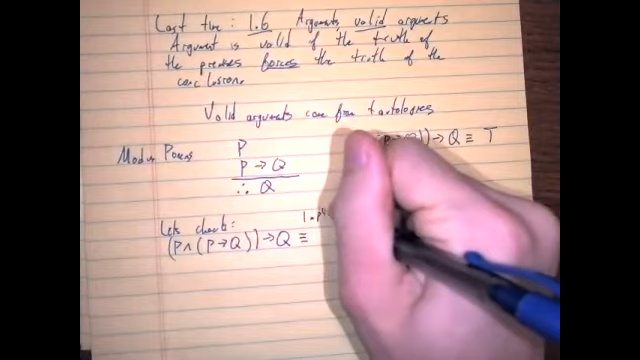 Last time: 1.6 Arguments valid arguments
Argument is valid if the truth of
the premises forces the truth of the
conclusion.
Valid arguments come from tautologies
Modus Ponens P
P → Q )) → Q ≡ T
∴ Q
Lets check:
(P ∧ (P → Q)) → Q ≡